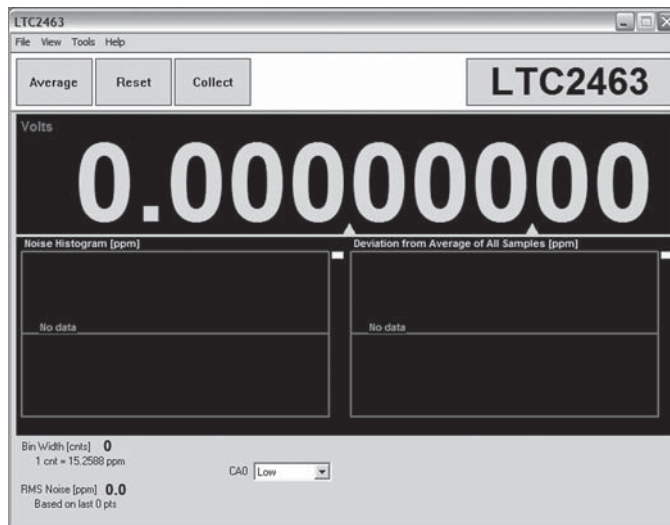 LTC2463
File View Tools Help
Average Reset Collect LTC2463
Volts
0.00000000
Noise Histogram [ppm] Deviation from Average of All Samples [ppm]
No data No data
Bin Width [cnts] 0
1 cnt = 15.2588 ppm
CA0 Low
RMS Noise [ppm] 0.0
Based on last 0 pts